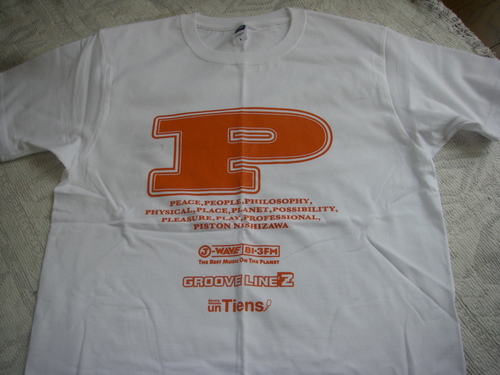 P
PEACE, PEOPLE, PHILOSOPHY,
PHYSICAL, PLACE, PLANET, POSSIBILITY,
PLEASURE, PLAY, PROFESSIONAL,
PISTON NISHIZAWA
J-WAVE 81.3FM
THE BEST MUSIC ON THE PLANET
GROOVE LINE Z
un Tiens